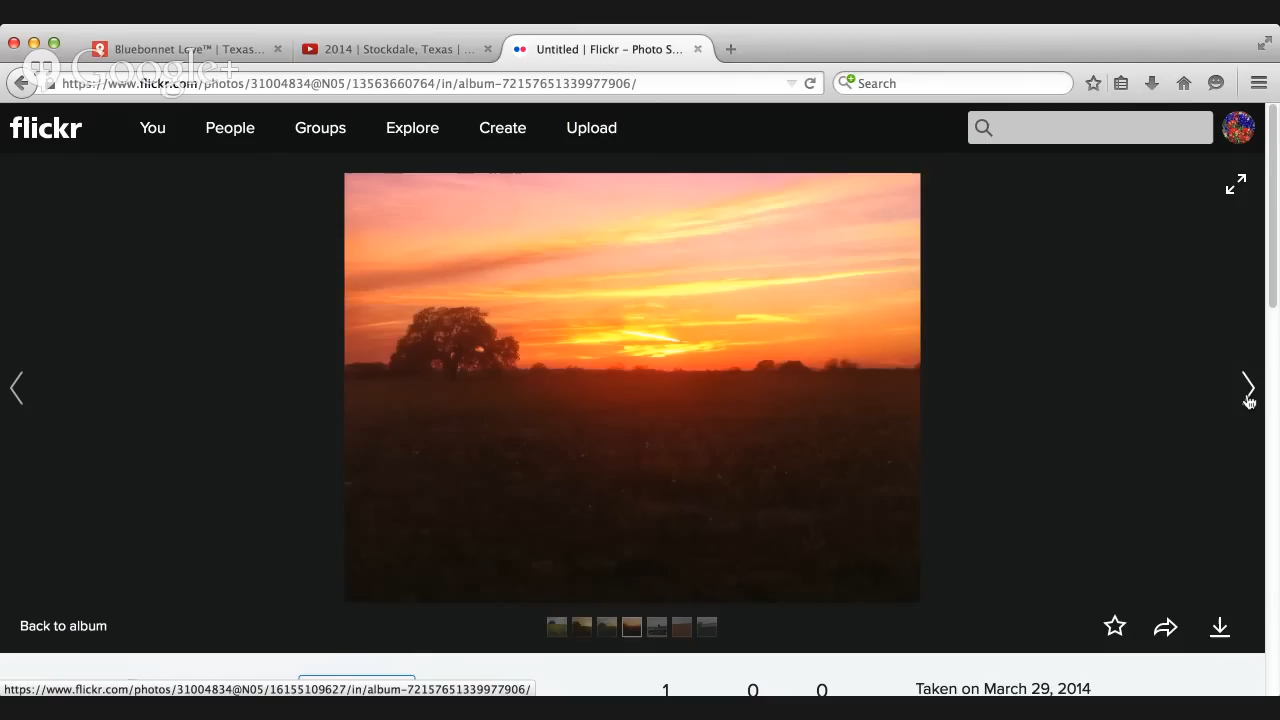 Bluebonnet Love™ | Texas...
2014 | Stockdale, Texas | ...
Untitled | Flickr – Photo S...
Google+
https://www.flickr.com/photos/31004834@N05/13563660764/in/album-72157651339977906/
Search
flickr
You
People
Groups
Explore
Create
Upload
Back to album
https://www.flickr.com/photos/31004834@N05/16155109627/in/album-72157651339977906/
1
0
0
Taken on March 29, 2014